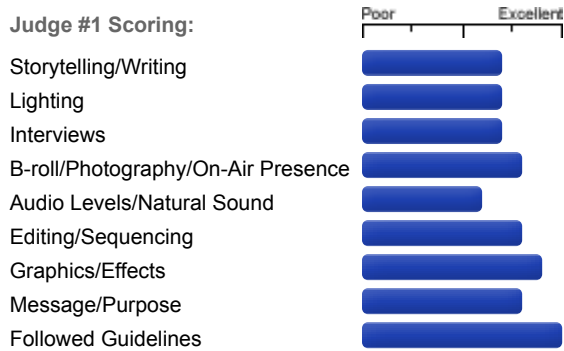 Poor Excellent
Judge #1 Scoring:
Storytelling/Writing
Lighting
Interviews
B-roll/Photography/On-Air Presence
Audio Levels/Natural Sound
Editing/Sequencing
Graphics/Effects
Message/Purpose
Followed Guidelines